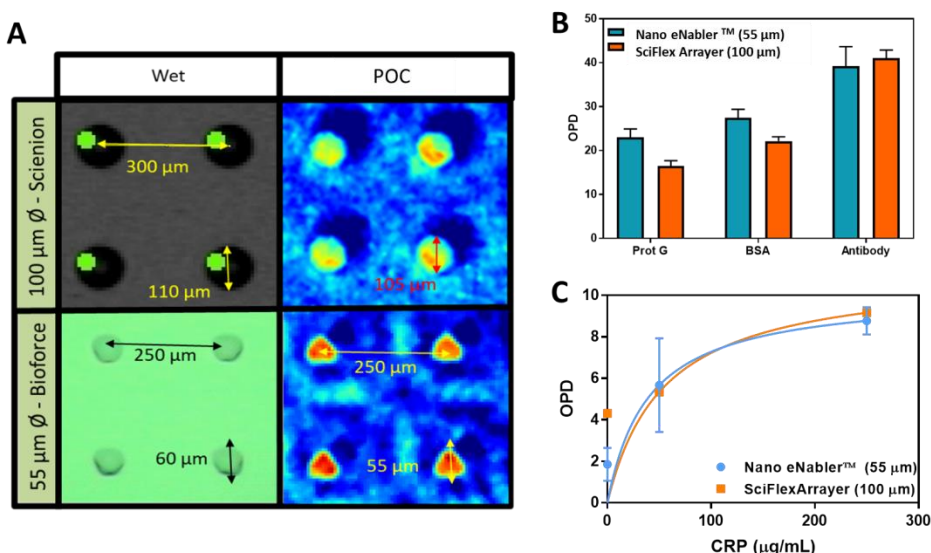 A
Wet
POC
100 μm Ø - Scienion
300 μm
110 μm
105 μm
55 μm Ø - Bioforce
250 μm
250 μm
60 μm
55 μm
B
Nano eNabler ™ (55 μm)
SciFlex Arrayer (100 μm)
50
40
30
20
10
0
OPD
Prot G
BSA
Antibody
C
10
8
6
4
2
0
OPD
Nano eNabler™ (55 μm)
SciFlexArrayer (100 μm)
0
100
200
300
CRP (μg/mL)